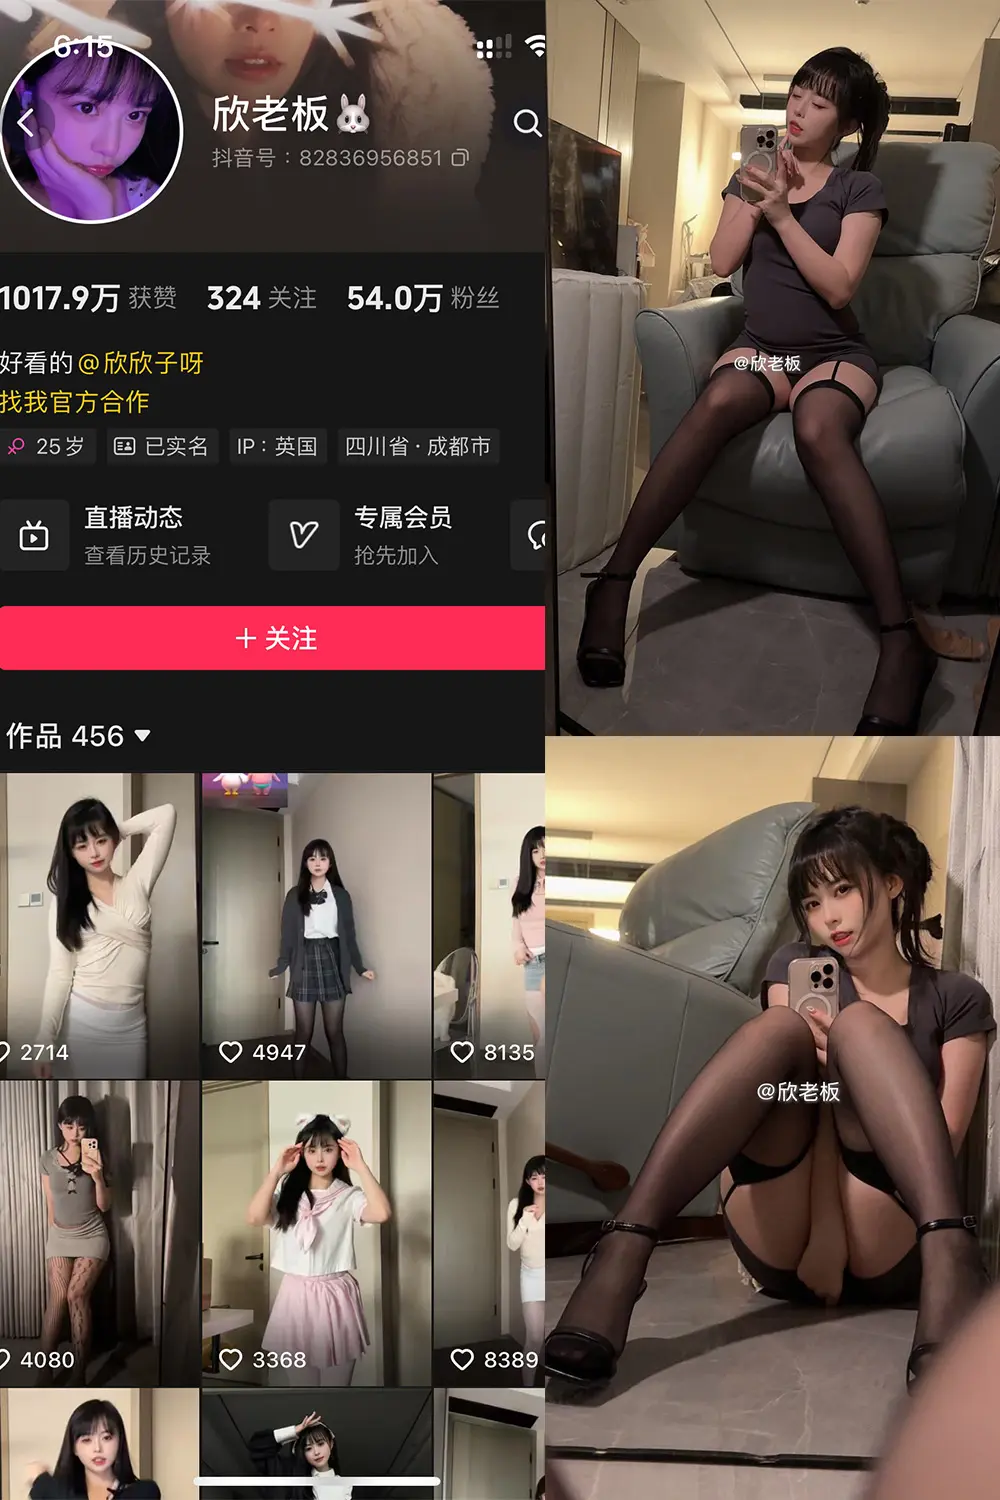 6:15
欣老板🐰
抖音号：82836956851
1017.9万 获赞 324 关注 54.0万 粉丝
好看的@欣欣子呀
找我官方合作
25岁 已实名 IP：英国 四川省·成都市
直播动态 专属会员
查看历史记录 抢先加入
+ 关注
作品 456
2714 4947 8135
4080 3368 8389
@欣老板
@欣老板